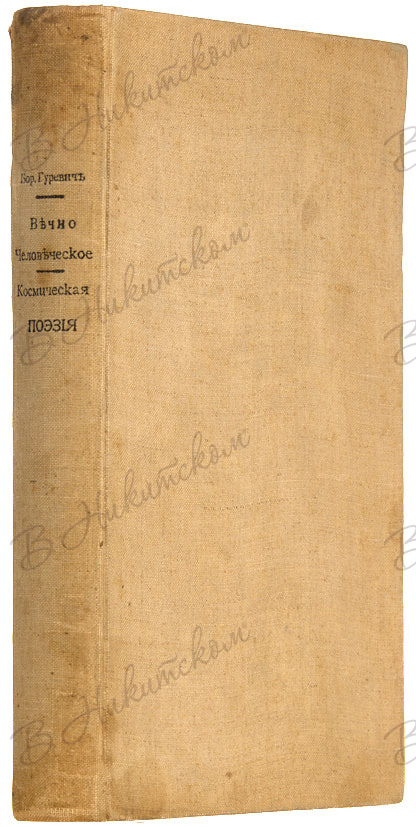 Бор. Гуревичъ
Вѣчно
Человѣческое
Космическая
ПОЭЗІЯ
В Никитском
В Никитском
В Никитском
В Никитском